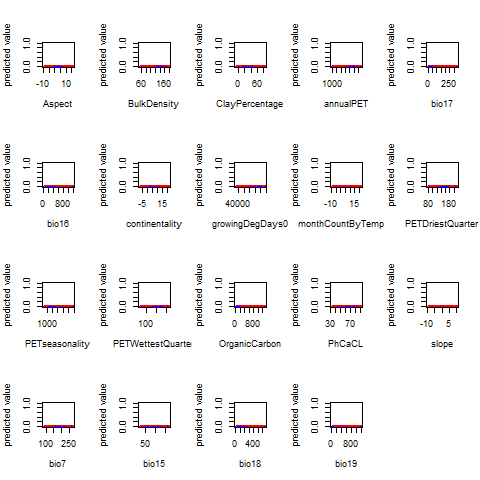 predicted value
0.0 1.0
-10 10
Aspect
predicted value
0.0 1.0
60 160
BulkDensity
predicted value
0.0 1.0
0 60
ClayPercentage
predicted value
0.0 1.0
1000
annualPET
predicted value
0.0 1.0
0 250
bio17
predicted value
0.0 1.0
0 800
bio16
predicted value
0.0 1.0
-5 15
continentality
predicted value
0.0 1.0
40000
growingDegDays0
predicted value
0.0 1.0
-10 15
monthCountByTemp
predicted value
0.0 1.0
80 180
PETDriestQuarter
predicted value
0.0 1.0
1000
PETseasonality
predicted value
0.0 1.0
100
PETWettestQuarte
predicted value
0.0 1.0
0 800
OrganicCarbon
predicted value
0.0 1.0
30 70
PhCaCL
predicted value
0.0 1.0
-10 5
slope
predicted value
0.0 1.0
100 250
bio7
predicted value
0.0 1.0
50
bio15
predicted value
0.0 1.0
0 400
bio18
predicted value
0.0 1.0
0 800
bio19